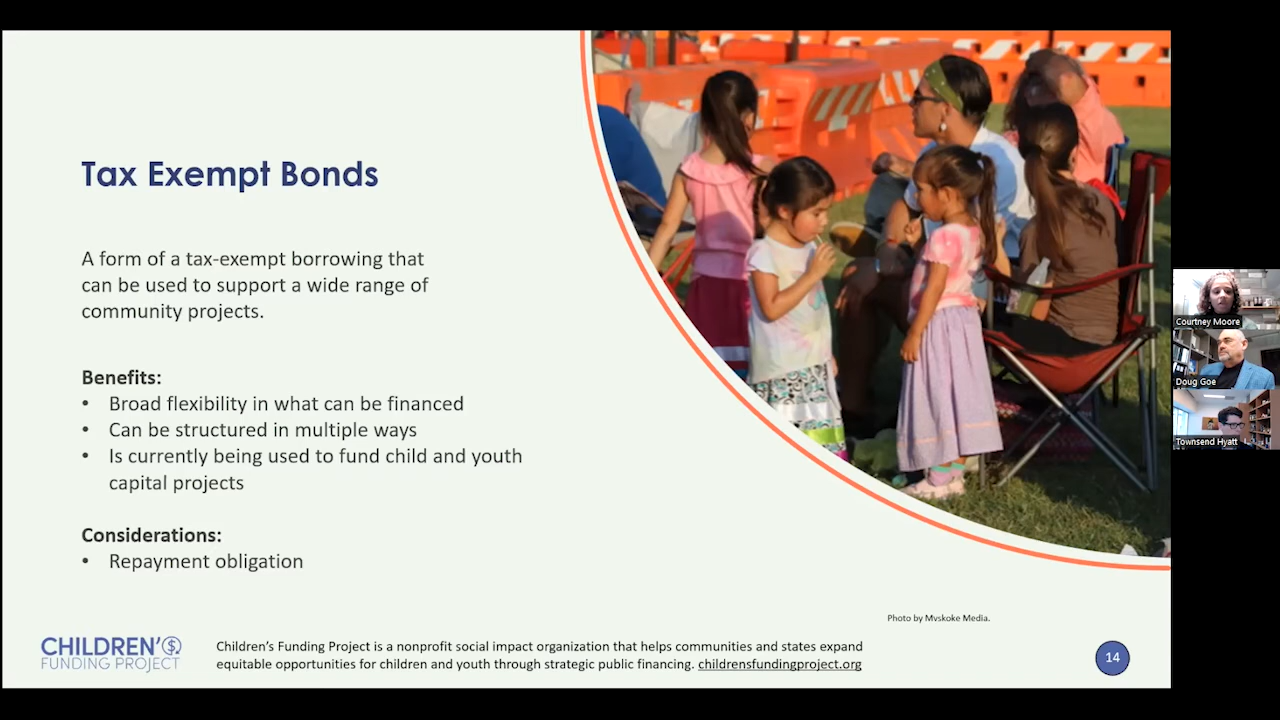 Tax Exempt Bonds
A form of a tax-exempt borrowing that
can be used to support a wide range of
community projects.
Benefits:
• Broad flexibility in what can be financed
• Can be structured in multiple ways
• Is currently being used to fund child and youth
capital projects
Considerations:
• Repayment obligation
Photo by Mvskoke Media.
CHILDREN'S
FUNDING PROJECT
Children's Funding Project is a nonprofit social impact organization that helps communities and states expand
equitable opportunities for children and youth through strategic public financing. childrensfundingproject.org
14
Courtney Moore
Doug Goe
Townsend Hyatt